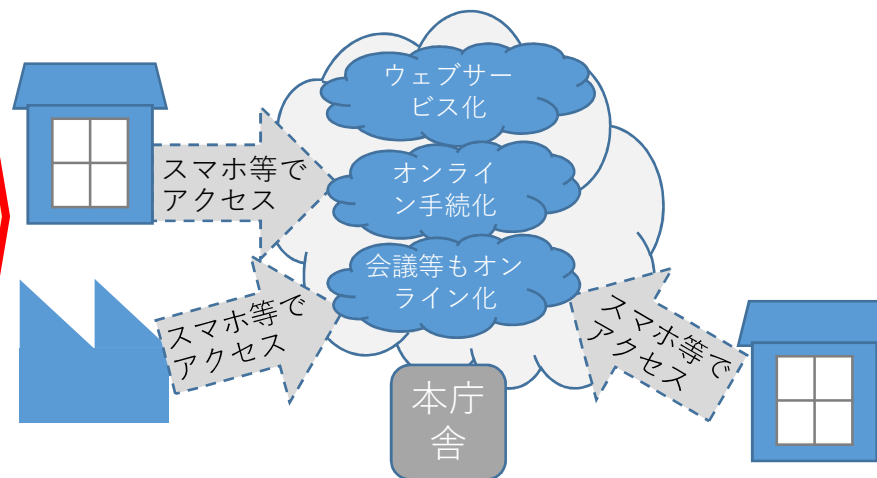 ウェブサー
ビス化
スマホ等で
アクセス
オンライ
ン手続化
会議等もオン
ライン化
スマホ等で
アクセス
スマホ等で
アクセス
本庁
舎